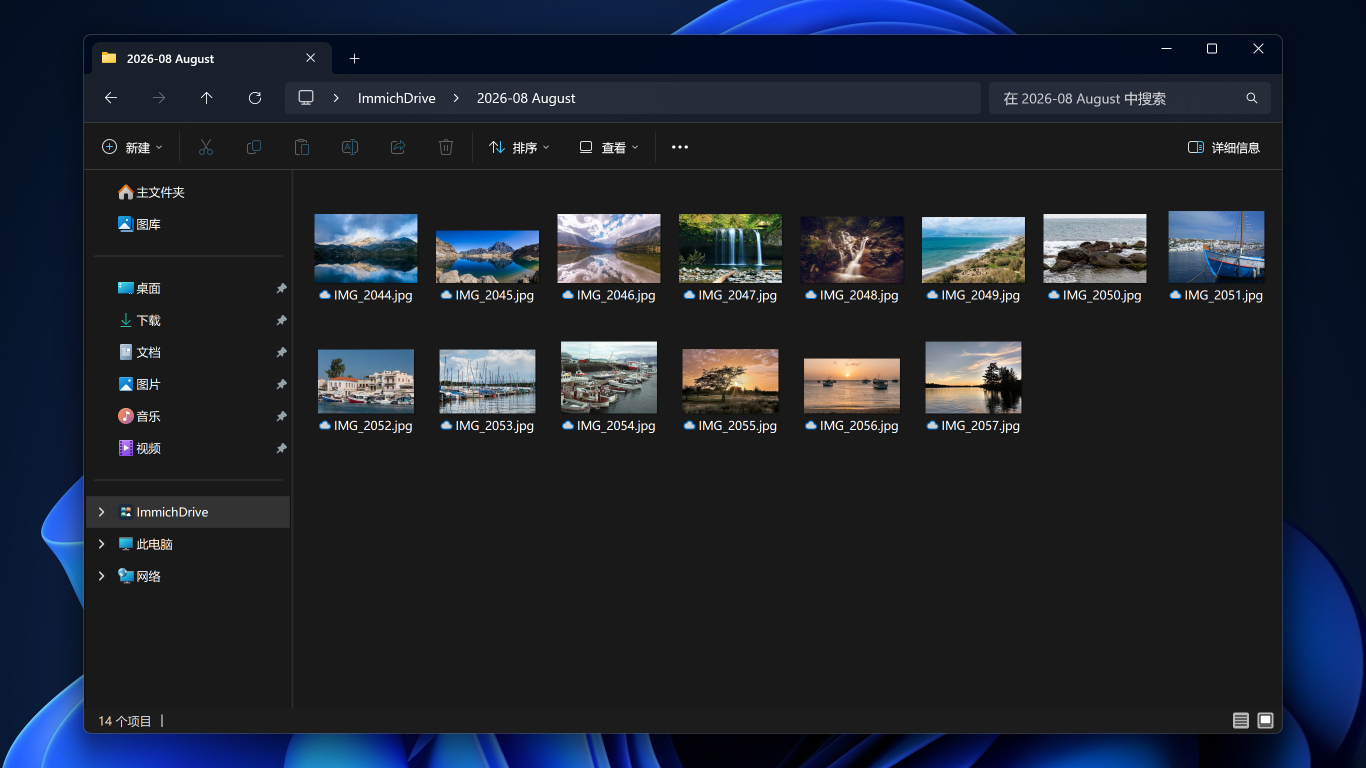 2026-08 August
ImmichDrive
2026-08 August
在 2026-08 August 中搜索
新建
排序
查看
详细信息
主文件夹
图库
桌面
下载
文档
图片
音乐
视频
ImmichDrive
此电脑
网络
IMG_2044.jpg
IMG_2045.jpg
IMG_2046.jpg
IMG_2047.jpg
IMG_2048.jpg
IMG_2049.jpg
IMG_2050.jpg
IMG_2051.jpg
IMG_2052.jpg
IMG_2053.jpg
IMG_2054.jpg
IMG_2055.jpg
IMG_2056.jpg
IMG_2057.jpg
14 个项目